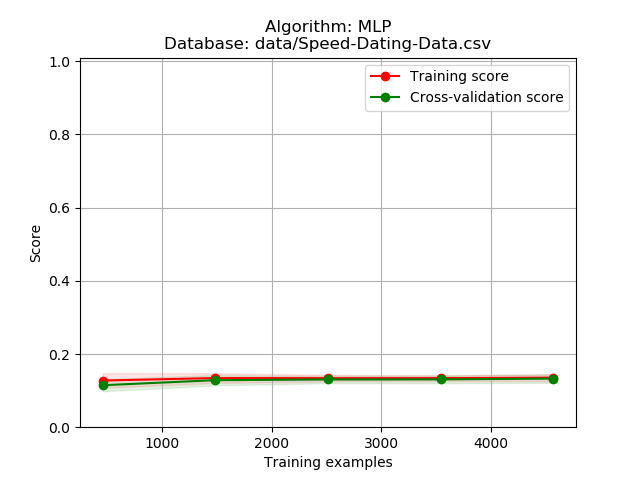 Algorithm: MLP
Database: data/Speed-Dating-Data.csv
1.0
Training score
Cross-validation score
0.8
0.6
Score
0.4
0.2
0.0
1000 2000 3000 4000
Training examples